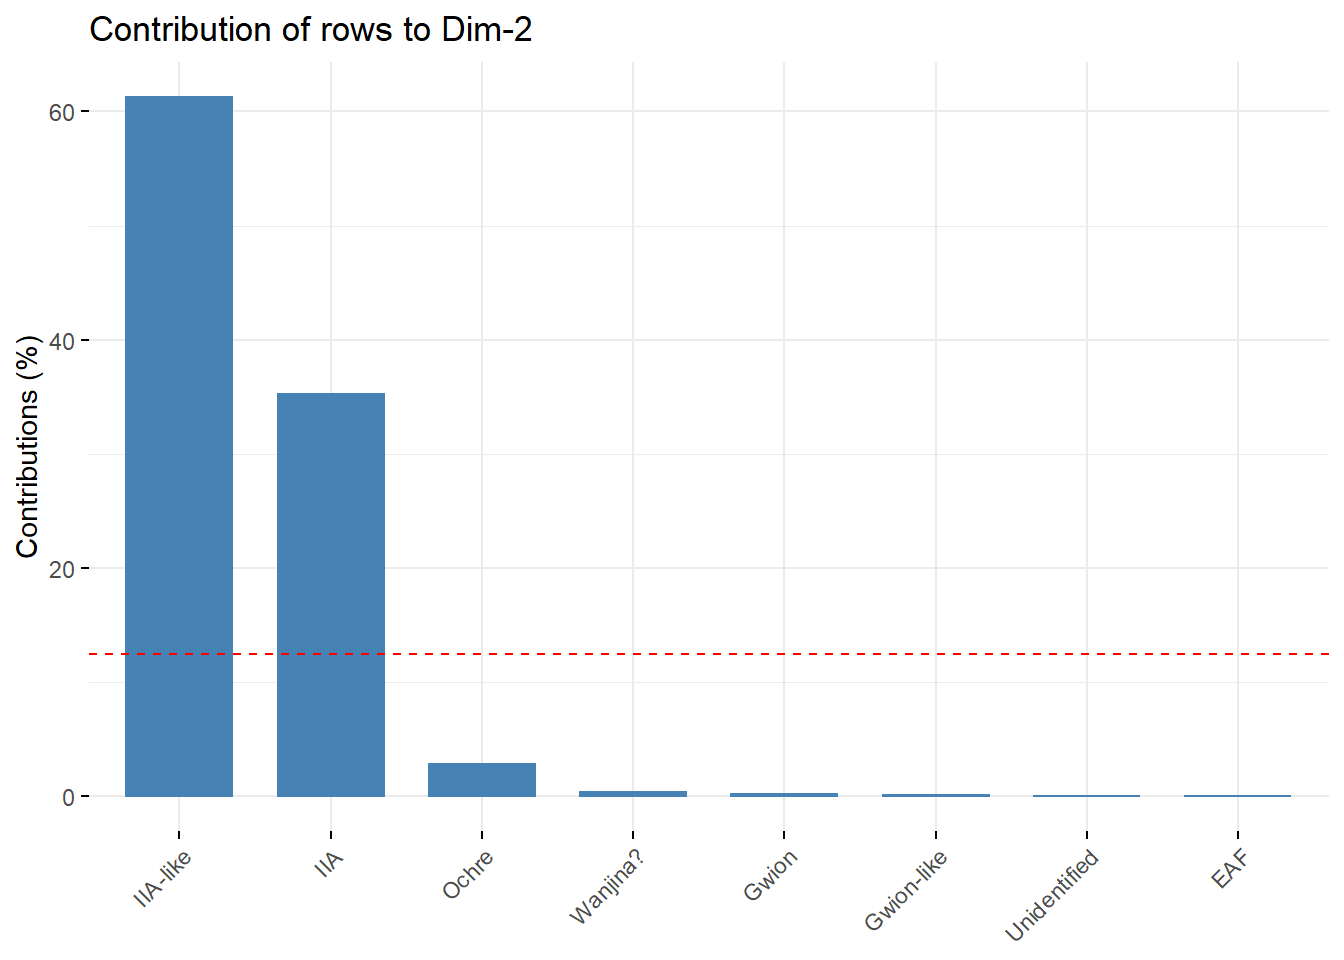 Contribution of rows to Dim-2
Contributions (%)
60
40
20
0
IIA-like
IIA
Ochre
Wanjina?
Gwion
Gwion-like
Unidentified
EAF